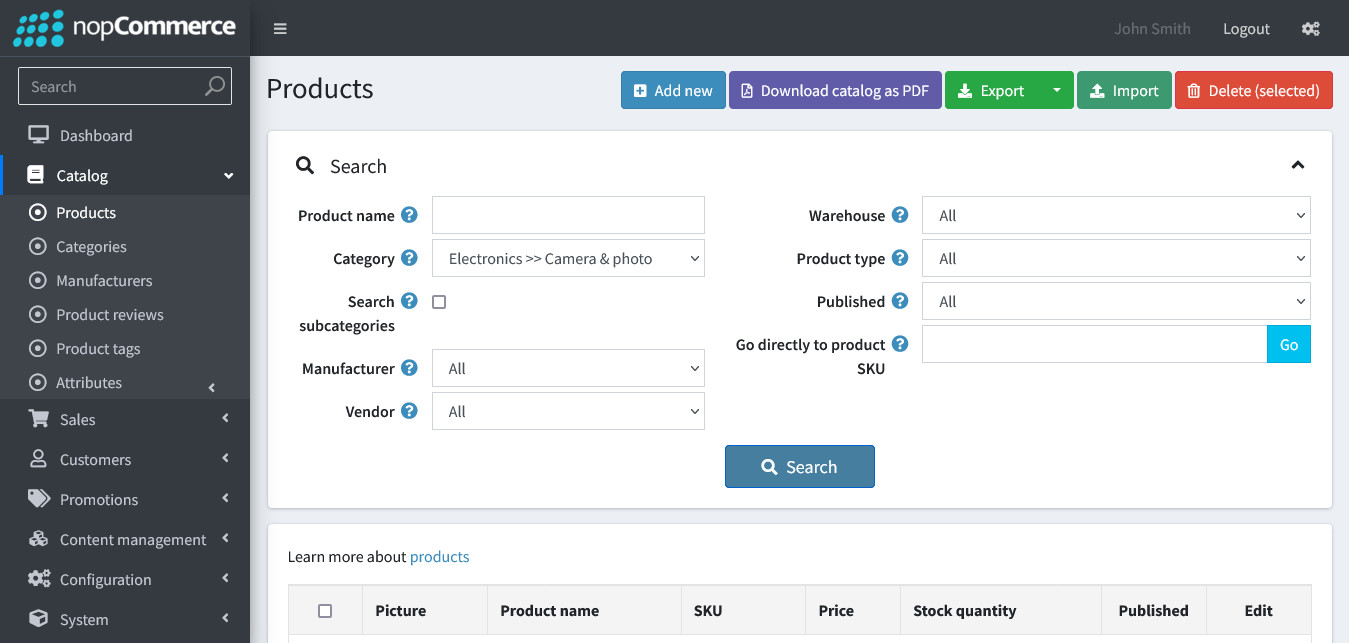 nopCommerce
John Smith
Logout
Search
Dashboard
Catalog
Products
Categories
Manufacturers
Product reviews
Product tags
Attributes
Sales
Customers
Promotions
Content management
Configuration
System
Products
Add new
Download catalog as PDF
Export
Import
Delete (selected)
Search
Product name ?
Category ? Electronics >> Camera & photo
Search ?
subcategories
Manufacturer ? All
Vendor ? All
Warehouse ? All
Product type ? All
Published ? All
Go directly to product ? Go
SKU
Search
Learn more about products
Picture Product name SKU Price Stock quantity Published Edit